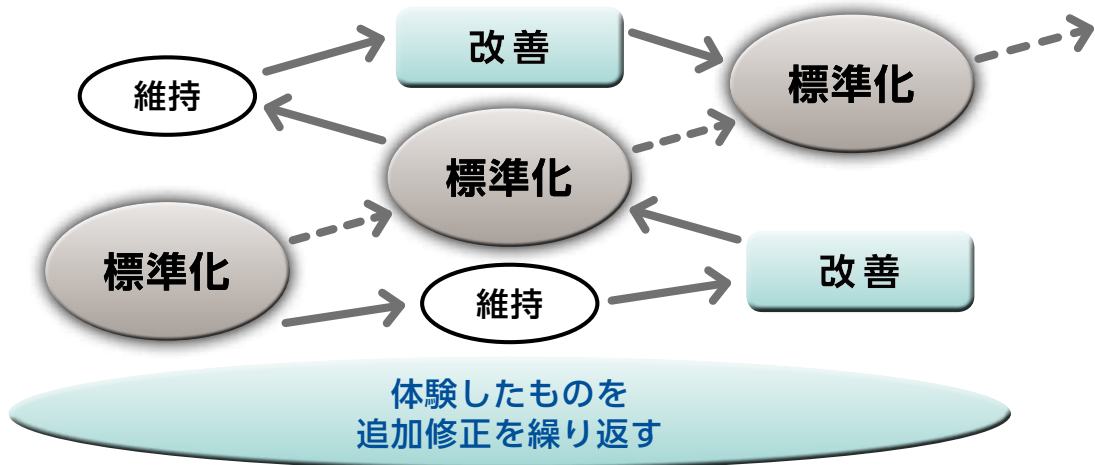 改善
標準化
維持
標準化
標準化
改善
維持
体験したものを
追加修正を繰り返す